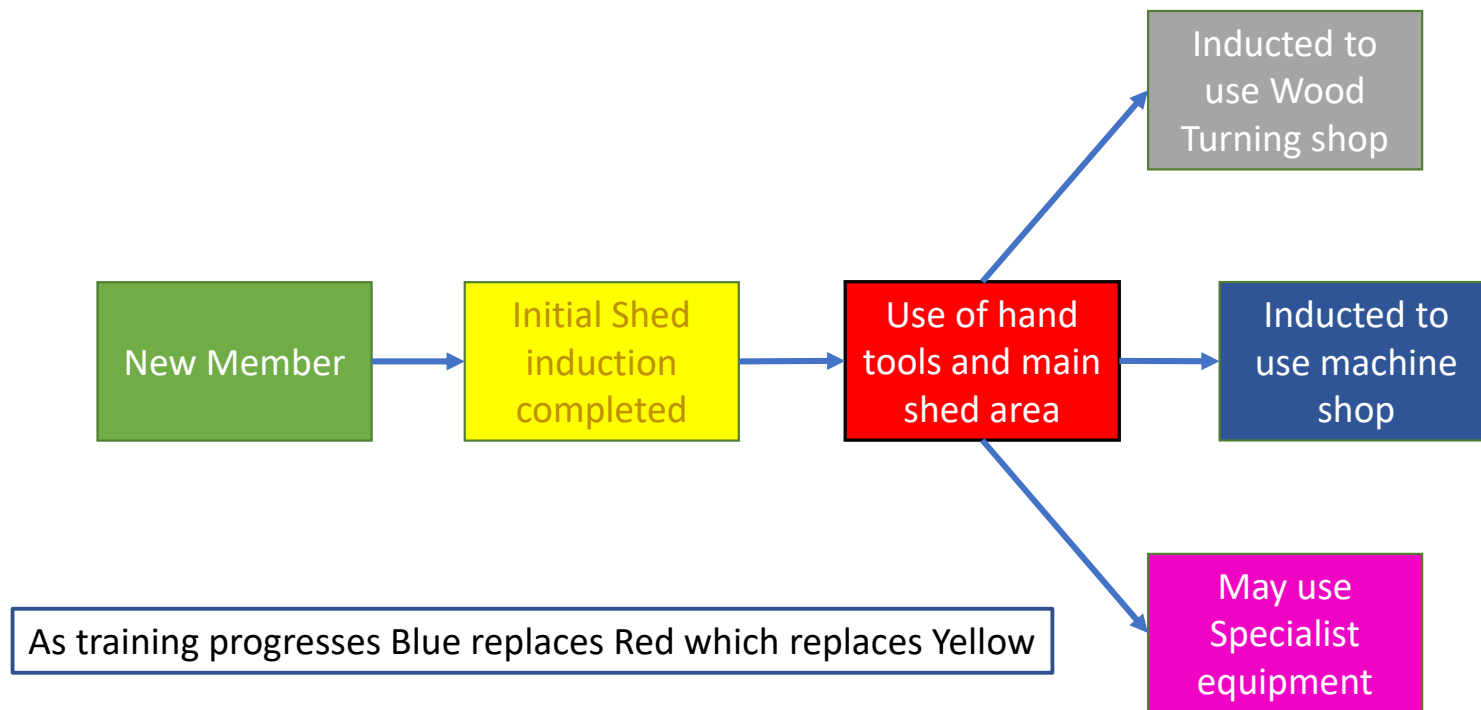 Inducted to
use Wood
Turning shop
New Member
Initial Shed
induction
completed
Use of hand
tools and main
shed area
Inducted to
use machine
shop
May use
Specialist
equipment
As training progresses Blue replaces Red which replaces Yellow